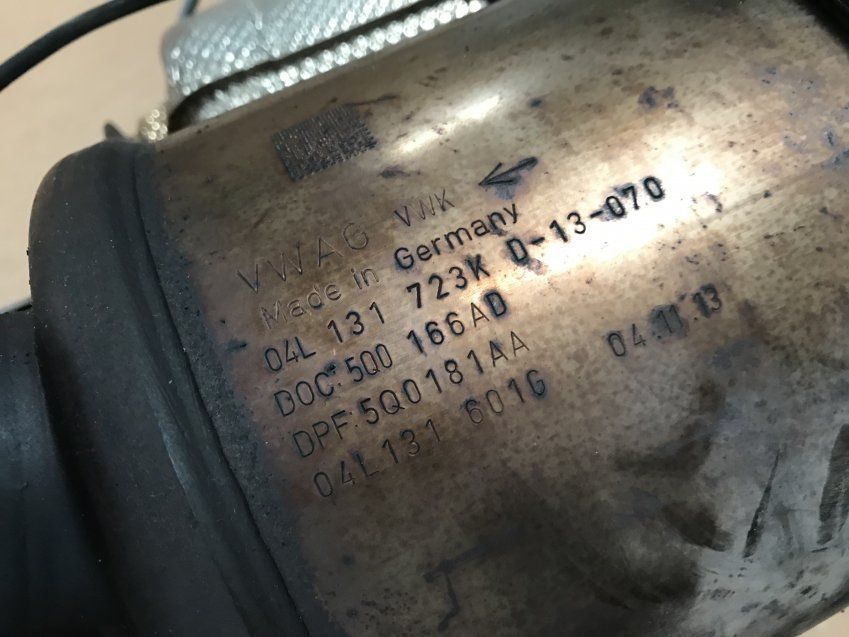 VWAG VWK
Made in Germany
04L 131 723K D-13-070
DOC:5Q0 166AD
DPF:5Q0181AA
04L131 601G 04.11.13